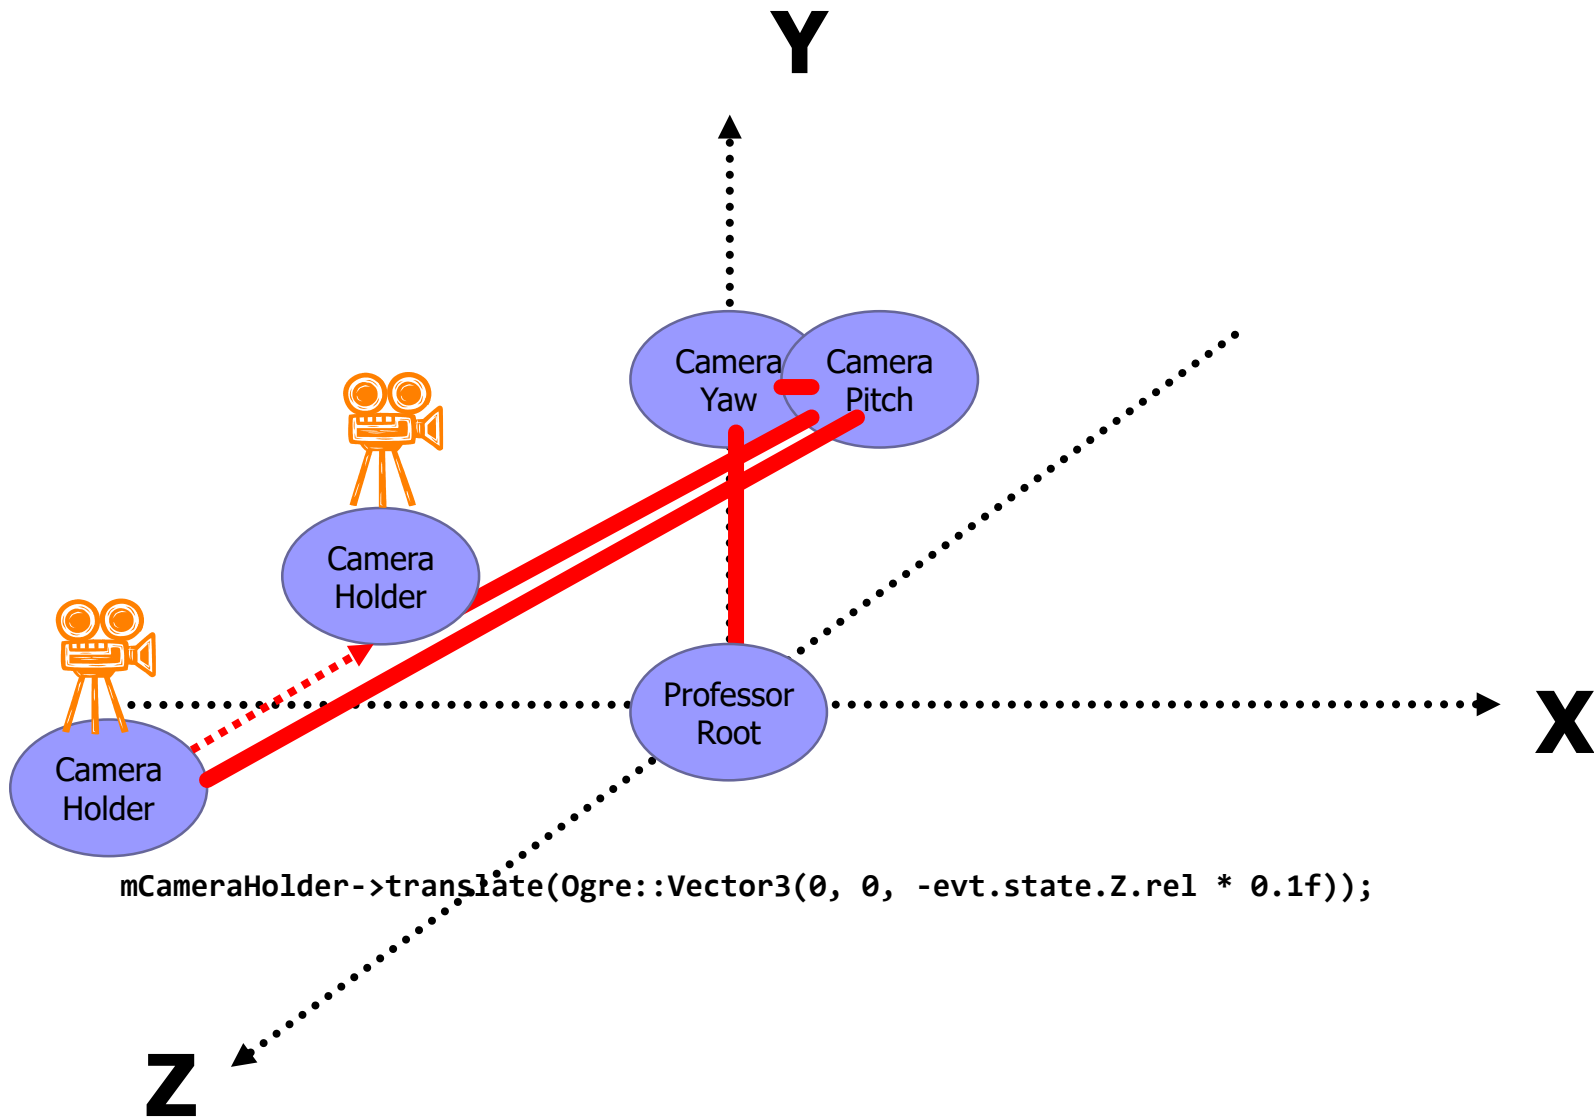 Y
Camera
Yaw
Camera
Pitch
Camera
Holder
Professor
Root
X
Camera
Holder
mCameraHolder->translate(Ogre::Vector3(0, 0, -evt.state.Z.rel * 0.1f));
Z